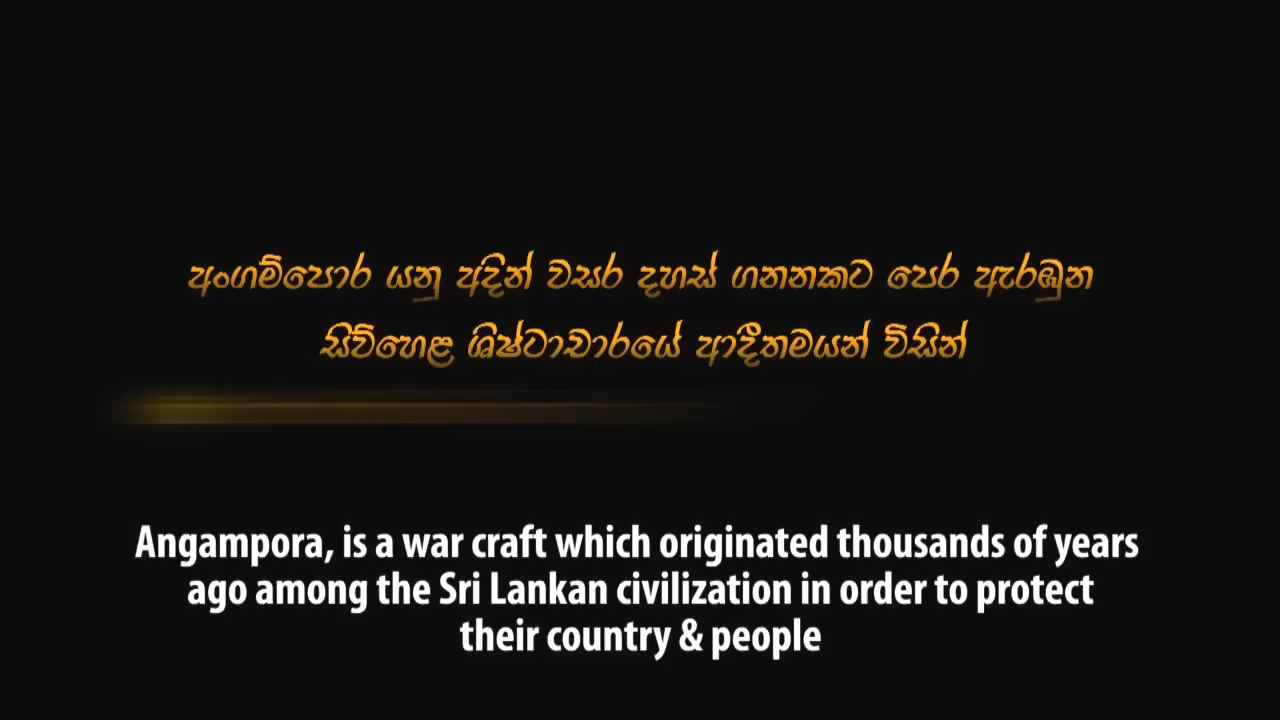 අංගම්පොර යනු අදින් වසර දහස් ගනනකට පෙර ඇරඹුන
සිව්හෙළ ශිෂ්ටාචාරයේ ආදීතමයන් විසින්
Angampora, is a war craft which originated thousands of years
ago among the Sri Lankan civilization in order to protect
their country & people